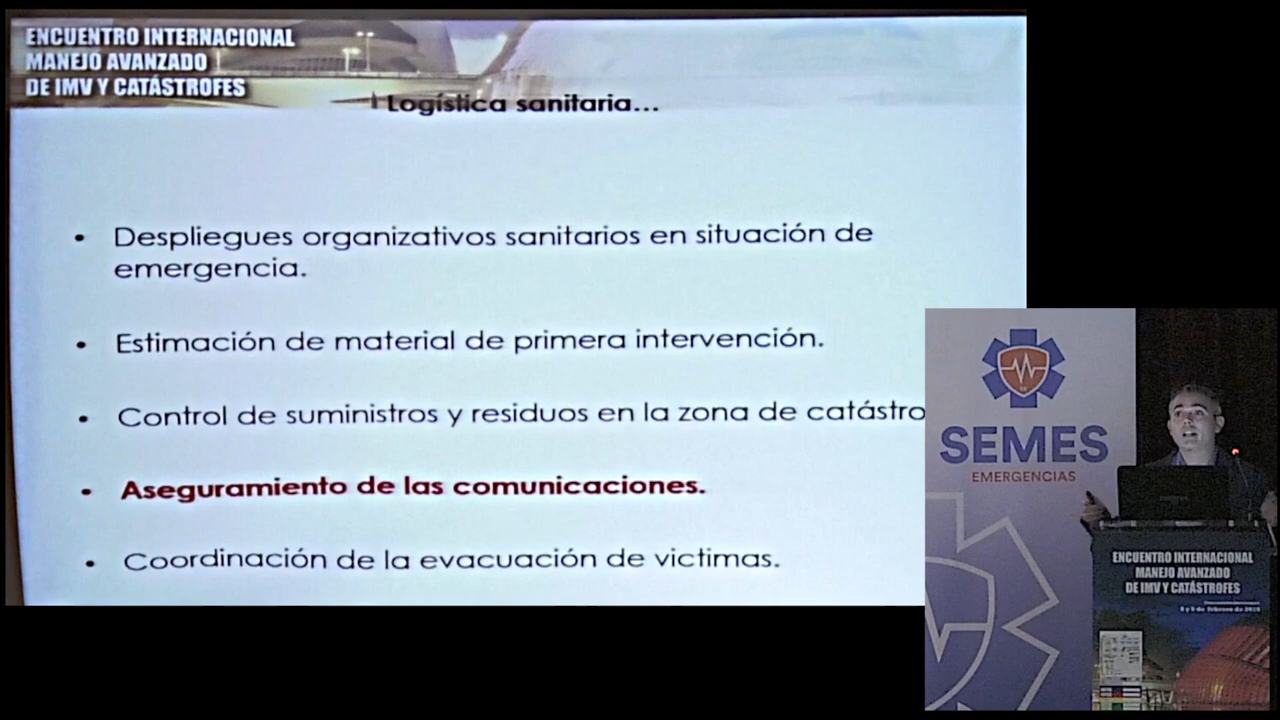 ENCUENTRO INTERNACIONAL
MANEJO AVANZADO
DE IMV Y CATÁSTROFES
Logística sanitaria...
• Despliegues organizativos sanitarios en situación de
emergencia.
• Estimación de material de primera intervención.
• Control de suministros y residuos en la zona de catástro
• Aseguramiento de las comunicaciones.
• Coordinación de la evacuación de victimas.
SEMES
EMERGENCIAS
ENCUENTRO INTERNACIONAL
MANEJO AVANZADO
DE IMV Y CATÁSTROFES